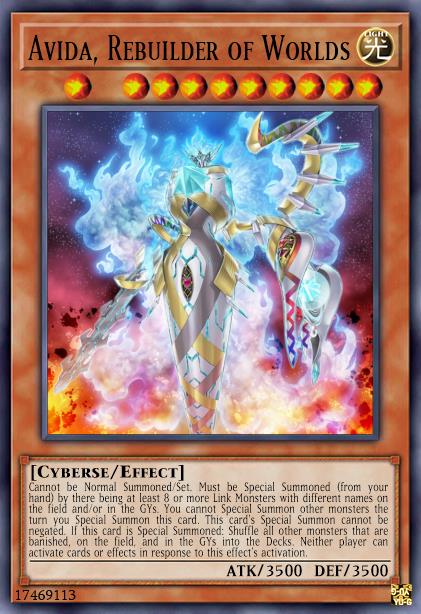 AVIDA, REBUILDER OF WORLDS
LIGHT
光
[CYBERSE/EFFECT]
Cannot be Normal Summoned/Set. Must be Special Summoned (from your
hand) by there being at least 8 or more Link Monsters with different names on
the field and/or in the GYs. You cannot Special Summon other monsters the
turn you Special Summon this card. This card's Special Summon cannot be
negated. If this card is Special Summoned: Shuffle all other monsters that are
banished, on the field, and in the GYs into the Decks. Neither player can
activate cards or effects in response to this effect's activation.
ATK/3500 DEF/3500
17469113